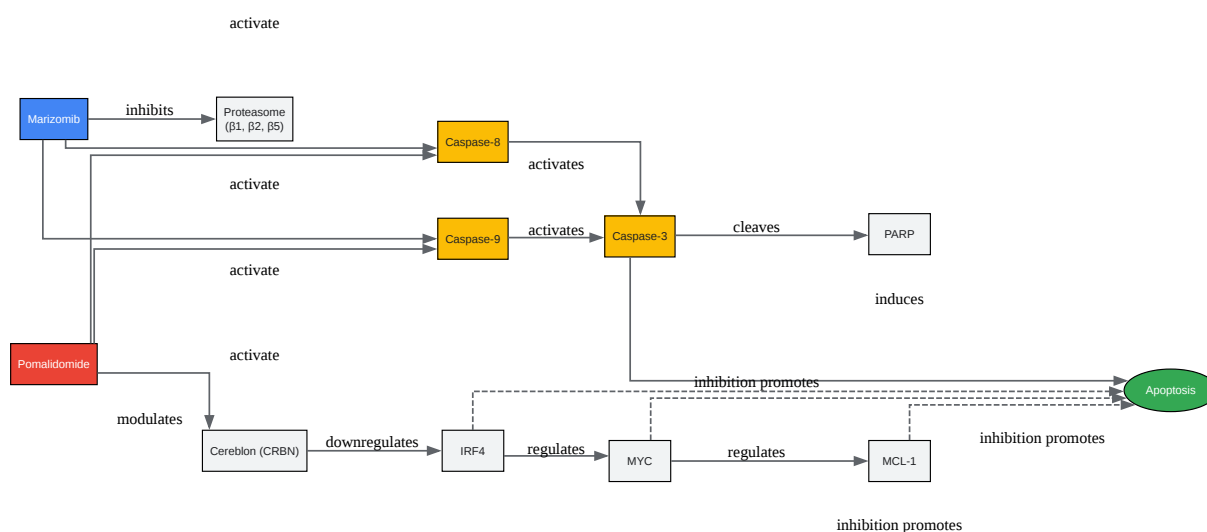 activate
Marizomib
inhibits
Proteasome
(β1, β2, β5)
Caspase-8
activates
activate
Caspase-9
activates
Caspase-3
cleaves
PARP
activate
induces
activate
Pomalidomide
inhibition promotes
Apoptosis
modulates
Cereblon (CRBN)
downregulates
IRF4
regulates
MYC
regulates
MCL-1
inhibition promotes
inhibition promotes